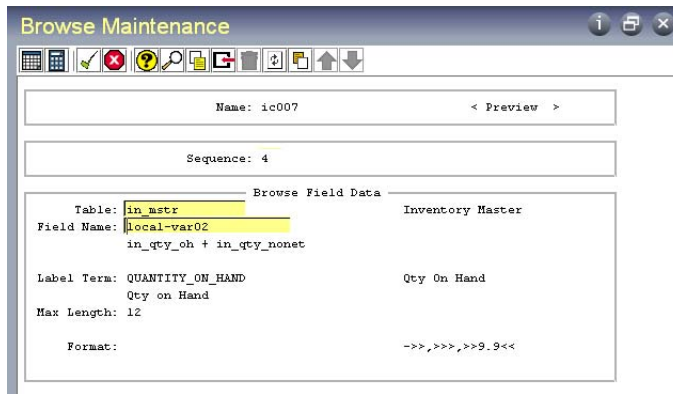 Browse Maintenance
Name: ic007 < Preview >
Sequence: 4
Browse Field Data
Table: in_mstr Inventory Master
Field Name: local-var02
in_qty_oh + in_qty_nonet
Label Term: QUANTITY_ON_HAND Qty On Hand
Qty on Hand
Max Length: 12
Format: ->>,>>>,>>9.9<<